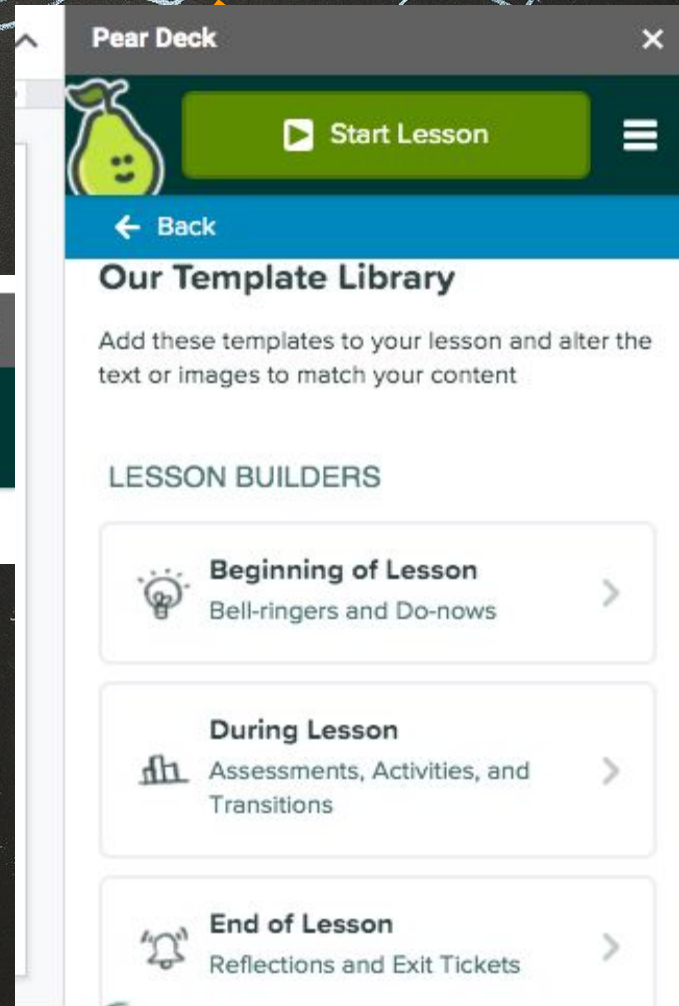 Pear Deck
Start Lesson
Back
Our Template Library
Add these templates to your lesson and alter the
text or images to match your content
LESSON BUILDERS
Beginning of Lesson
Bell-ringers and Do-nows
During Lesson
Assessments, Activities, and
Transitions
End of Lesson
Reflections and Exit Tickets